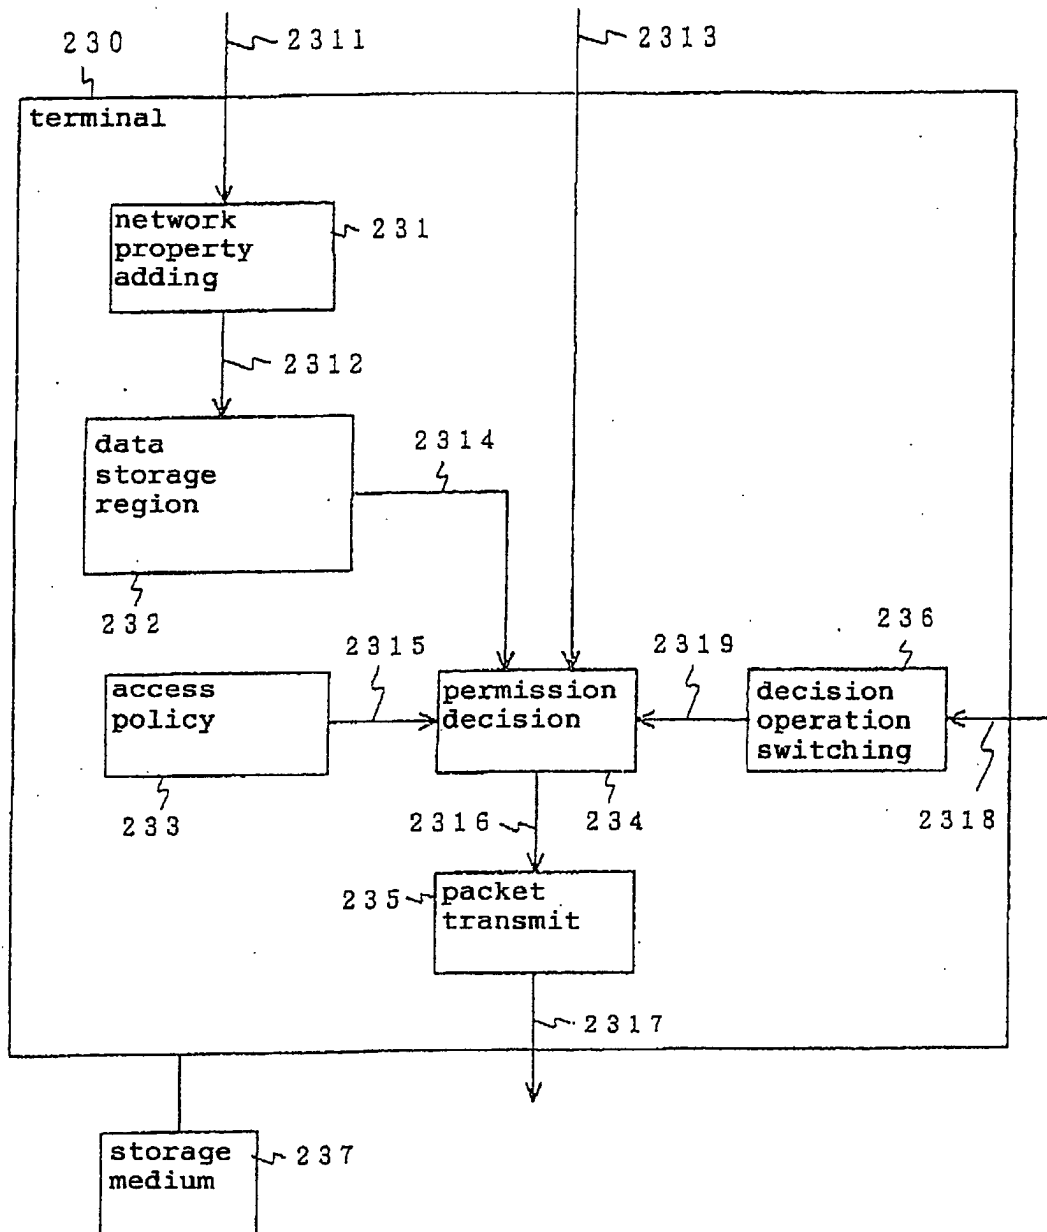 2311
2313
230
terminal
network
property
adding
231
2312
data
storage
region
2314
232
236
2315
2319
access
policy
permission
decision
decision
operation
switching
233
2316
234
2318
235
packet
transmit
2317
storage
medium
237